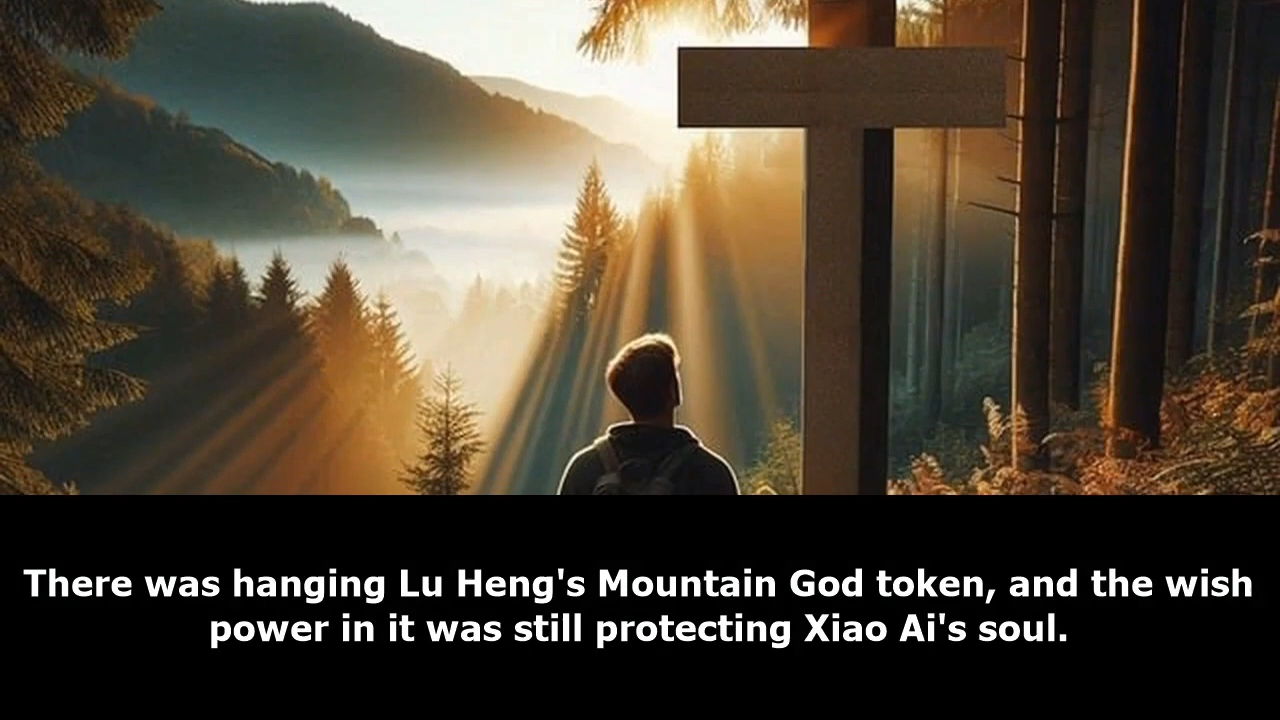 There was hanging Lu Heng's Mountain God token, and the wish
power in it was still protecting Xiao Ai's soul.